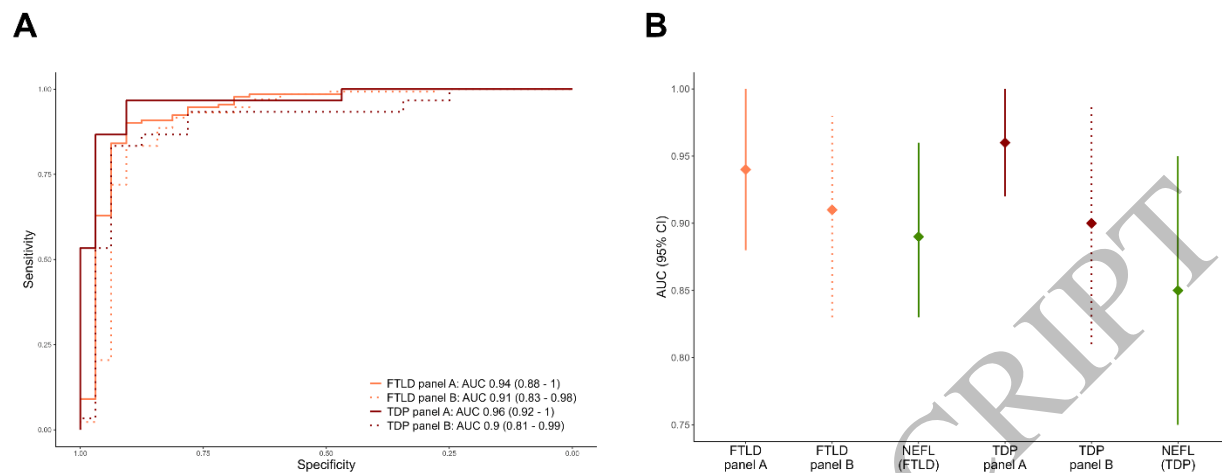 A
1.00
0.75
0.50
0.25
0.00
Sensitivity
1.00
0.75
0.50
0.25
0.00
Specificity
FTLD panel A: AUC 0.94 (0.88 - 1)
FTLD panel B: AUC 0.91 (0.83 - 0.98)
TDP panel A: AUC 0.96 (0.92 - 1)
TDP panel B: AUC 0.9 (0.81 - 0.99)
B
1.00
0.95
0.90
0.85
0.80
0.75
AUC (95% CI)
FTLD
panel A
FTLD
panel B
NEFL
(FTLD)
TDP
panel A
TDP
panel B
NEFL
(TDP)
CRIPT